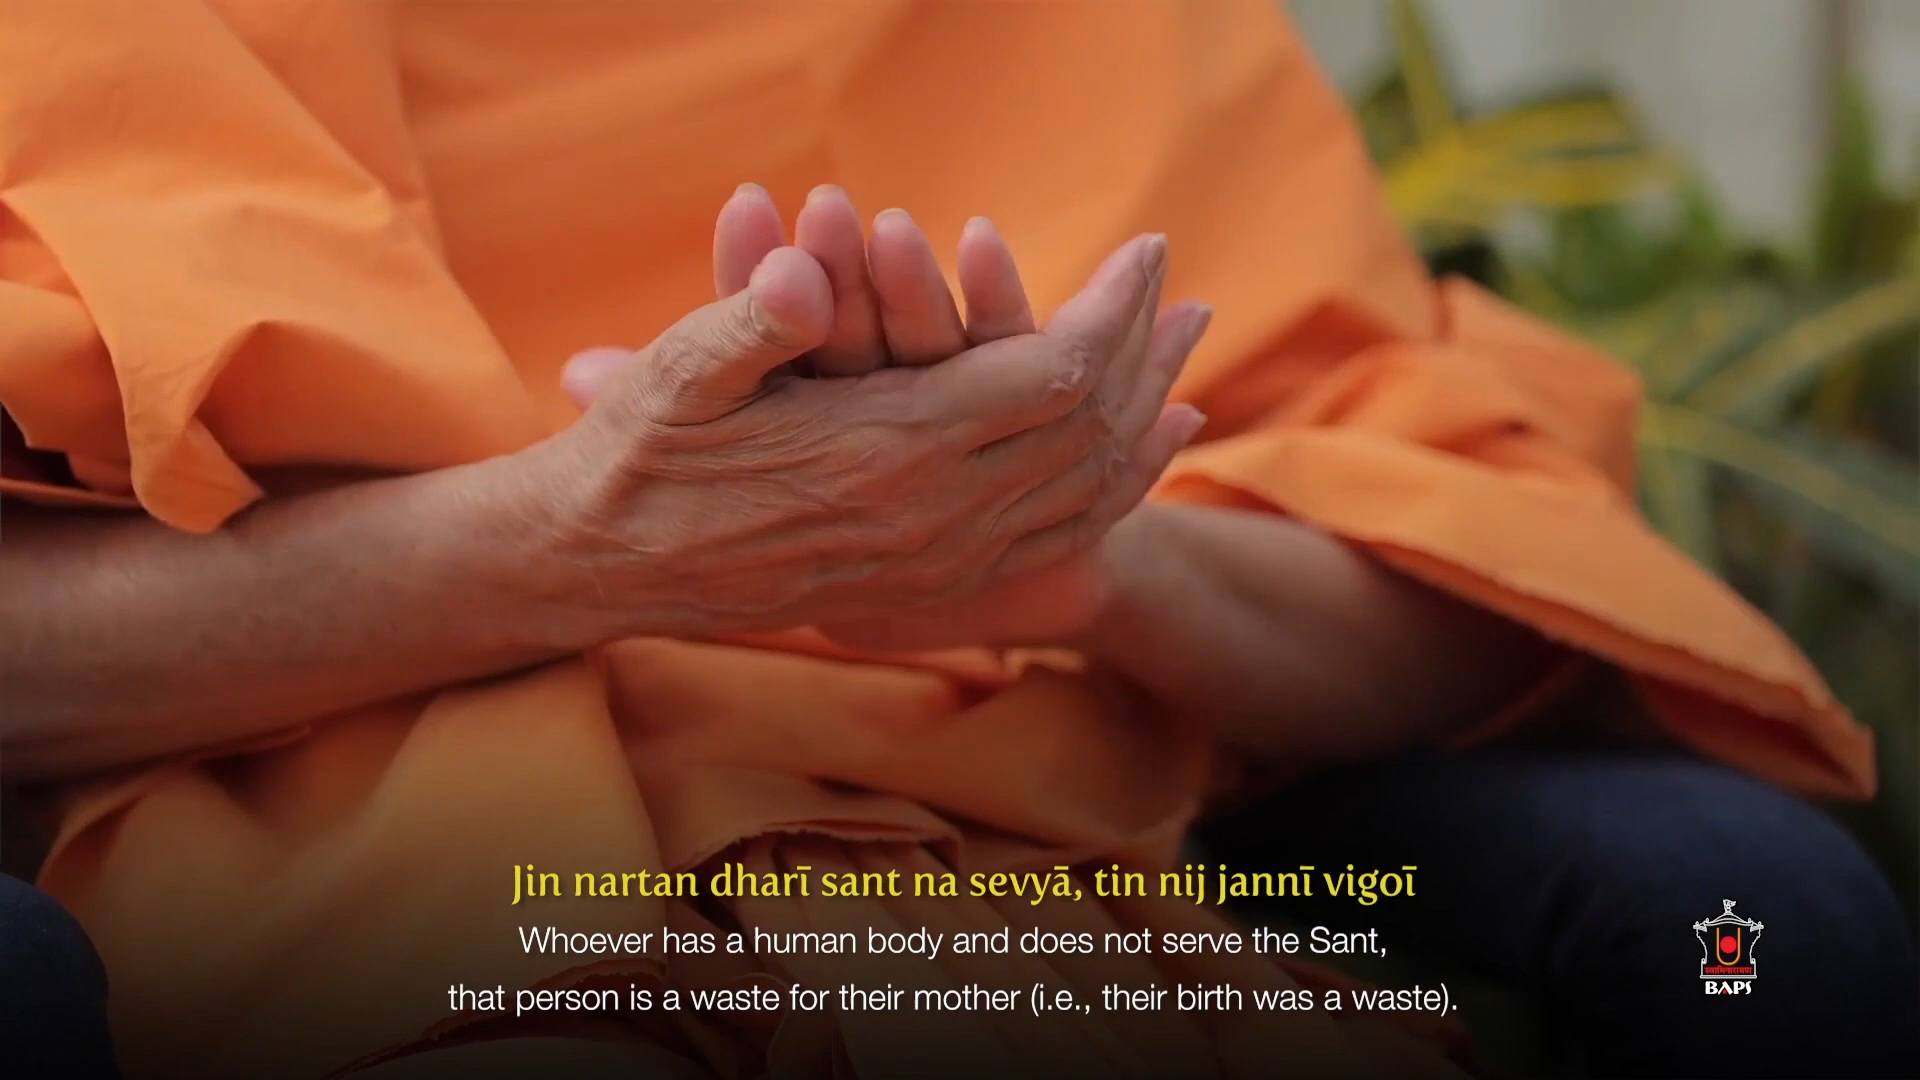 Jin nartan dharī sant na sevyā, tin nij jannī vigoī
Whoever has a human body and does not serve the Sant,
that person is a waste for their mother (i.e., their birth was a waste).
स्वामिनारायण
BAPS